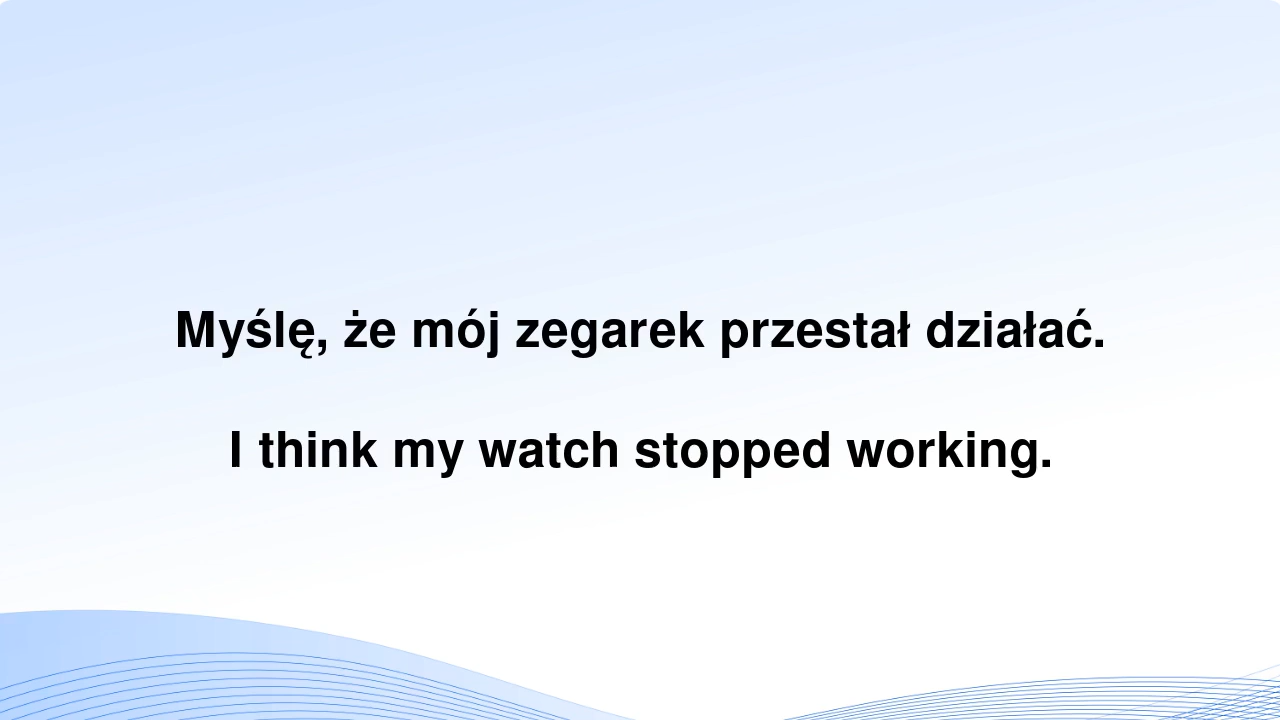 Myślę, że mój zegarek przestał działać.
I think my watch stopped working.